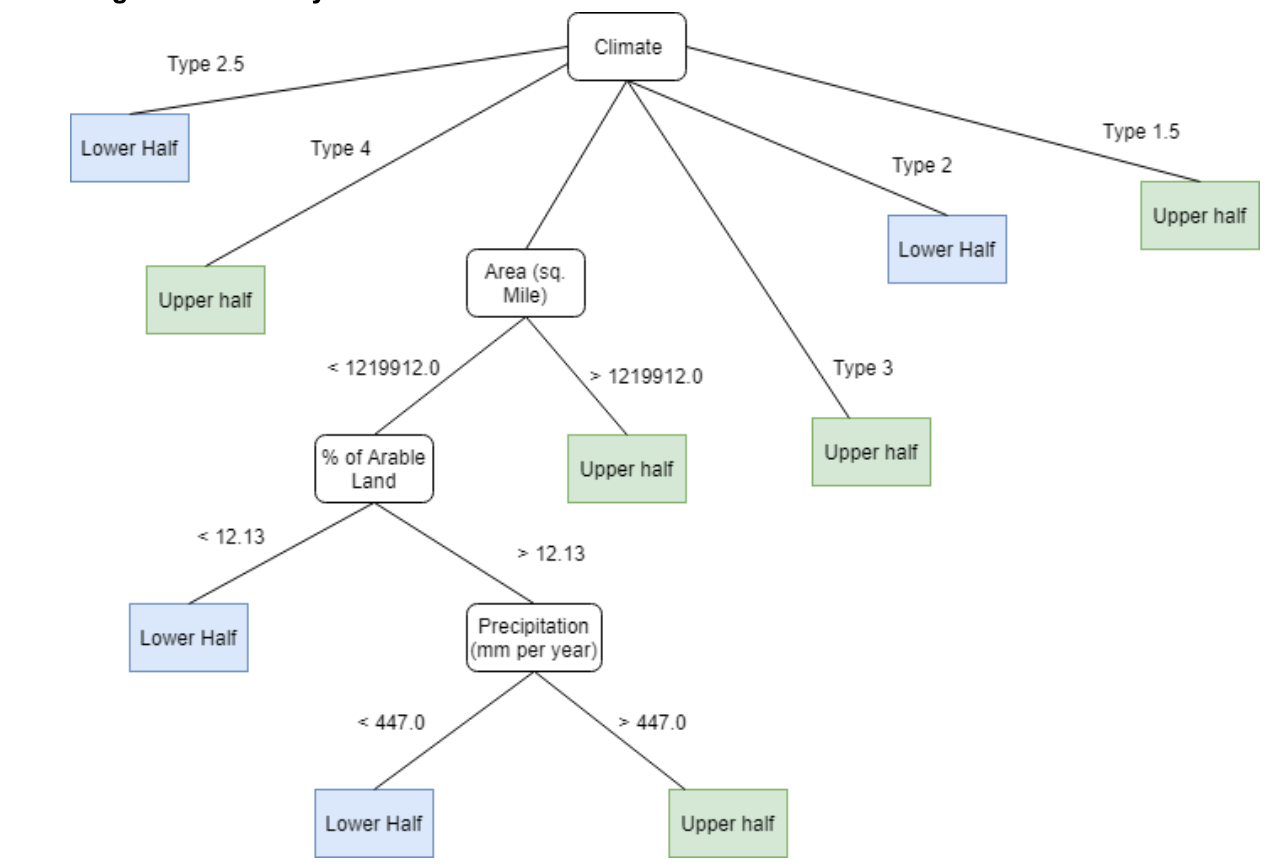 Climate
Type 2.5
Type 1.5
Lower Half
Type 4
Type 2
Upper half
Lower Half
Area (sq.
Mile)
Upper half
< 1219912.0
> 1219912.0
Type 3
% of Arable
Land
Upper half
Upper half
< 12.13
> 12.13
Lower Half
Precipitation
(mm per year)
< 447.0
> 447.0
Lower Half
Upper half